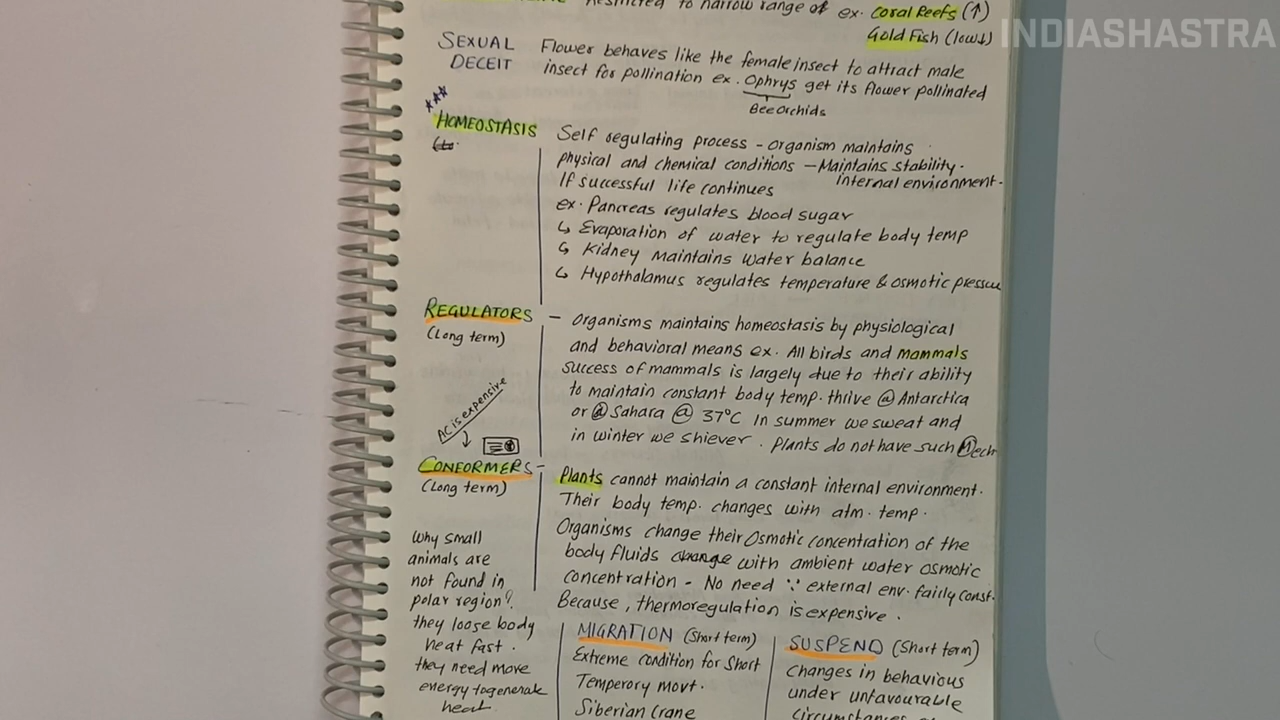 Restricted to narrow range of ex. Coral Reefs (↑)
Gold Fish (low↓)
INDIASHASTRA
SEXUAL DECEIT
Flower behaves like the female insect to attract male
insect for pollination ex. Ophrys get its flower pollinated
Bee Orchids
***
HOMEOSTASIS
Self regulating process - Organism maintains
physical and chemical conditions — Maintains stability.
internal environment.
If successful life continues
ex. Pancreas regulates blood sugar
↳ Evaporation of water to regulate body temp
↳ Kidney maintains water balance
↳ Hypothalamus regulates temperature & osmotic pressure
REGULATORS
(Long term)
— Organisms maintains homeostasis by physiological
and behavioral means ex. All birds and mammals
success of mammals is largely due to their ability
to maintain constant body temp. thrive @ Antarctica
or @ Sahara @ 37°C In summer we sweat and
in winter we shiever. Plants do not have such Mech
AC is expensive
CONFORMERS -
(Long term)
Plants cannot maintain a constant internal environment.
Their body temp. changes with atm. temp.
Organisms change their Osmotic concentration of the
body fluids change with ambient water osmotic
concentration - No need ∵ external env. fairly const.
Because, thermoregulation is expensive.
Why small
animals are
not found in
polar region?
they loose body
heat fast.
they need more
energy to generate
heat
MIGRATION (Short term)
Extreme condition for Short
Temperory movt.
Siberian Crane
SUSPEND (Short term)
Changes in behavious
under unfavourable
circumstances